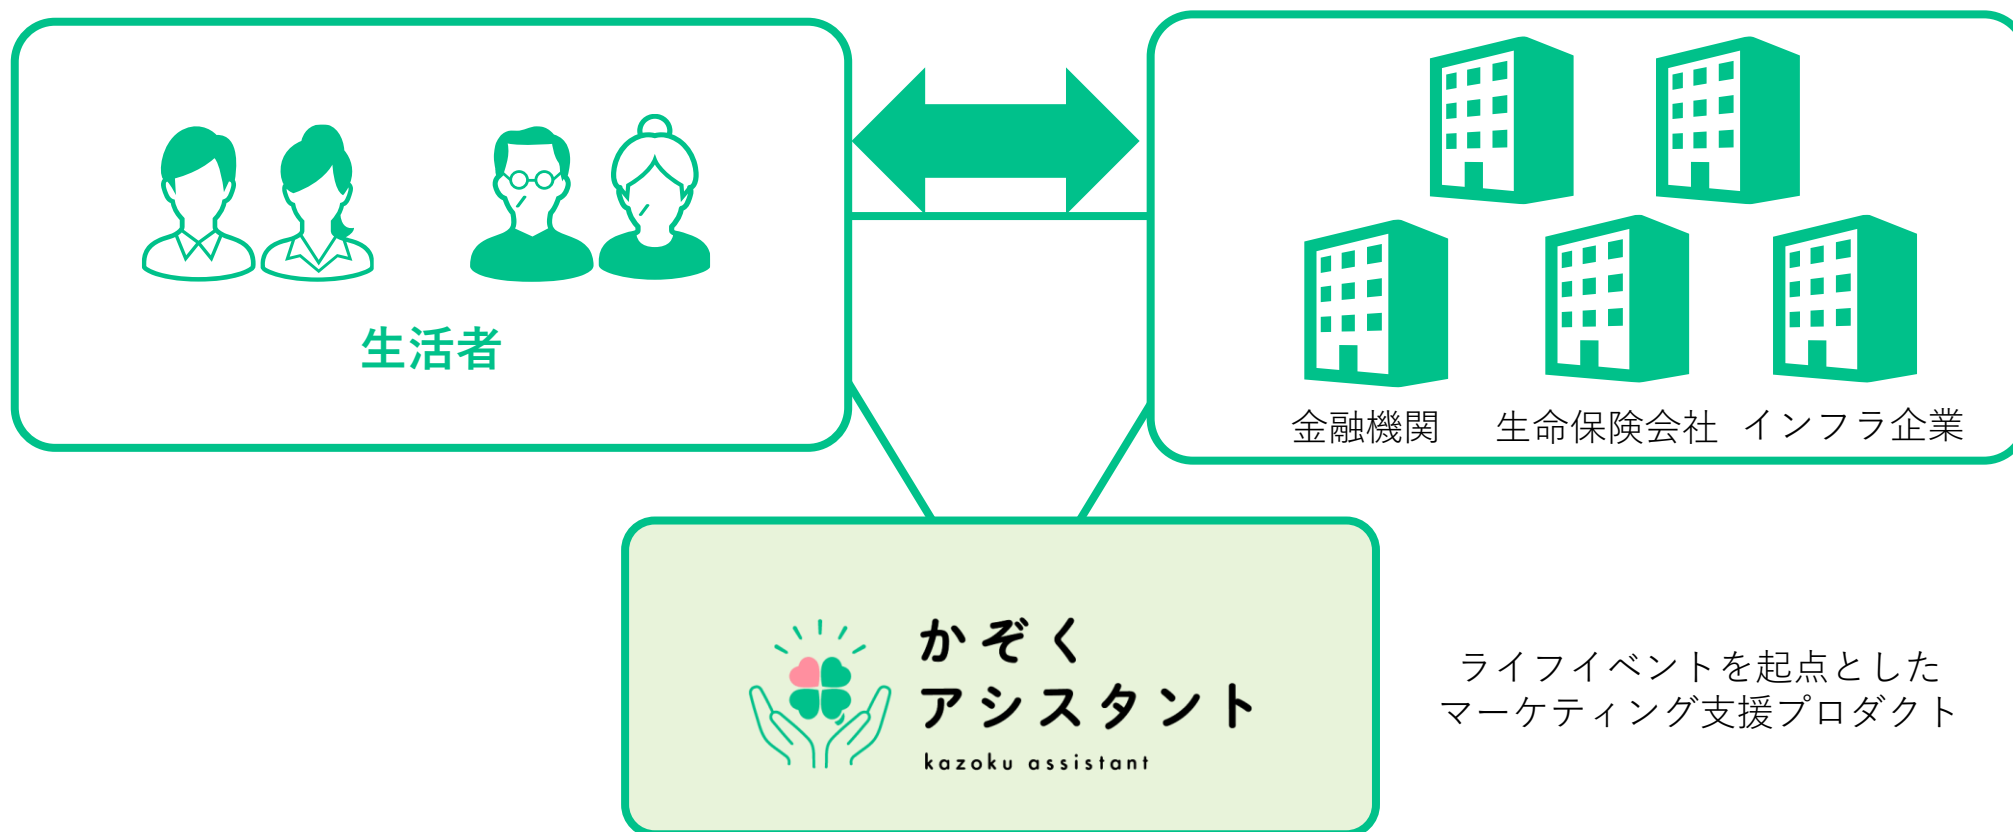 生活者
金融機関
生命保険会社
インフラ企業
かぞく
アシスタント
kazoku assistant
ライフイベントを起点とした
マーケティング支援プロダクト